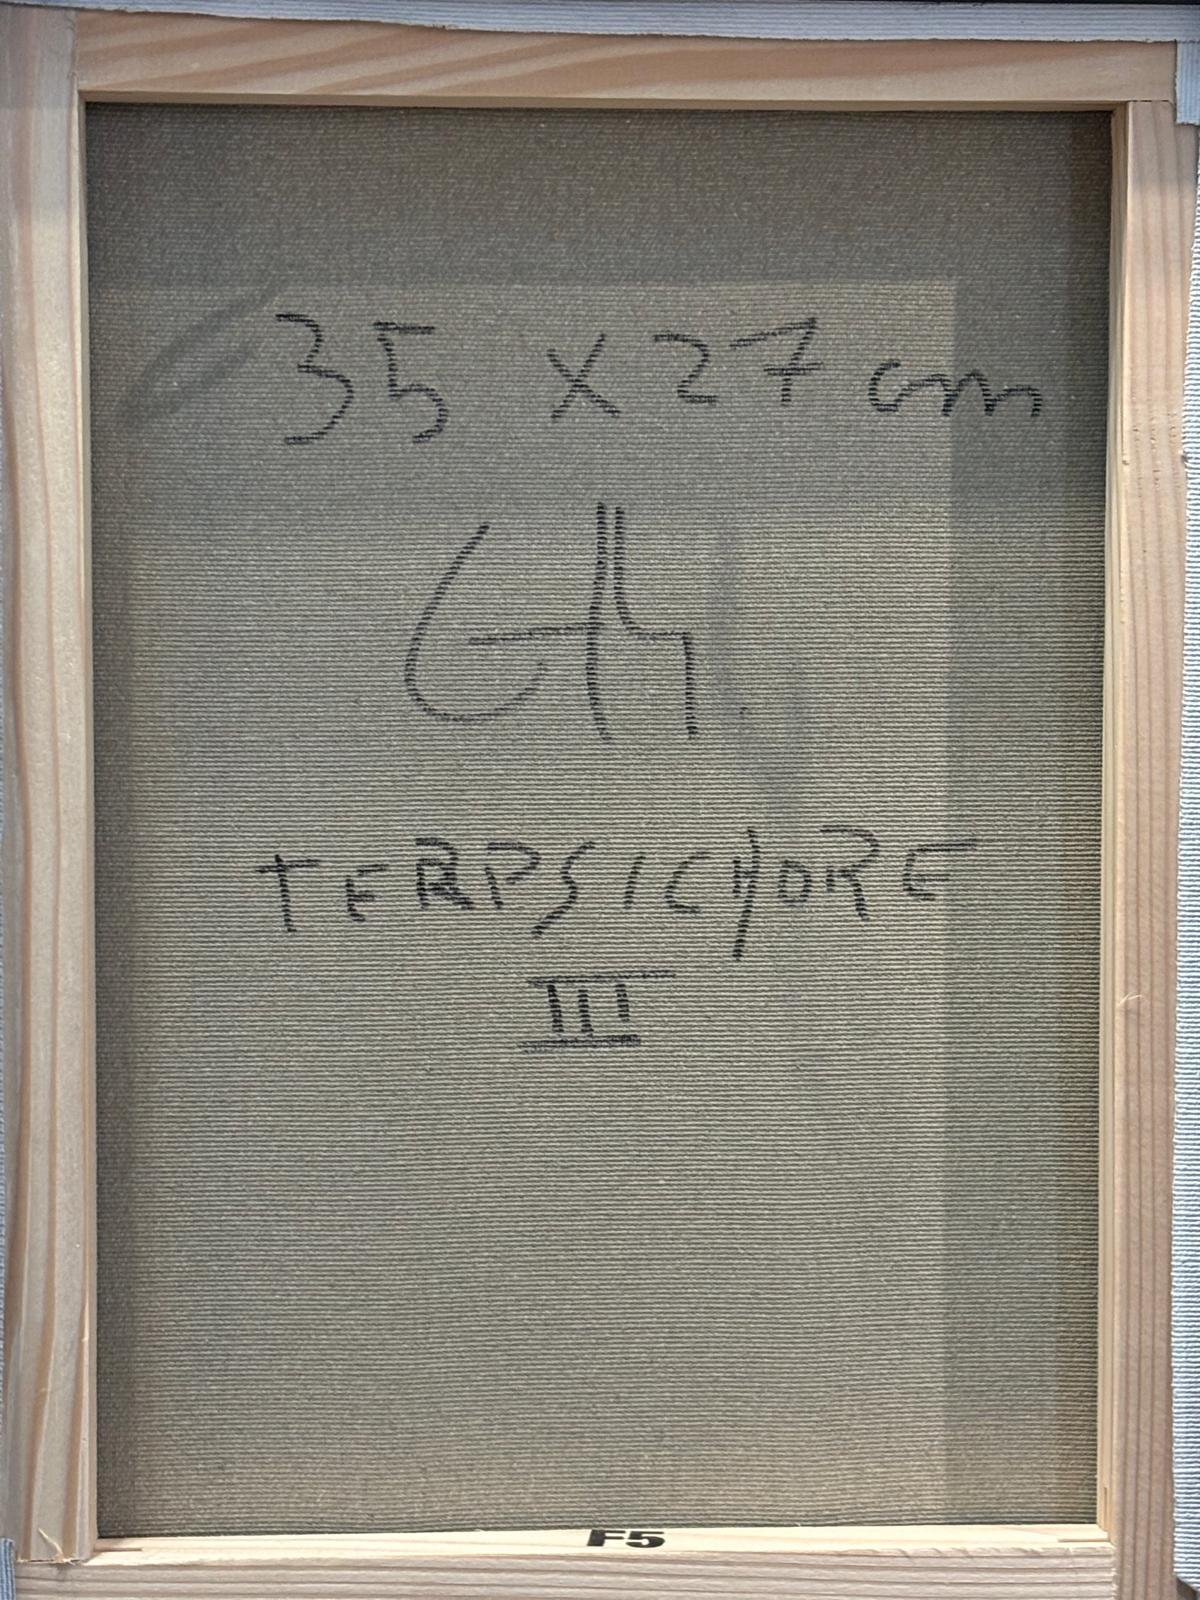 35 x 27 cm
TERPSICHORE
III
F5